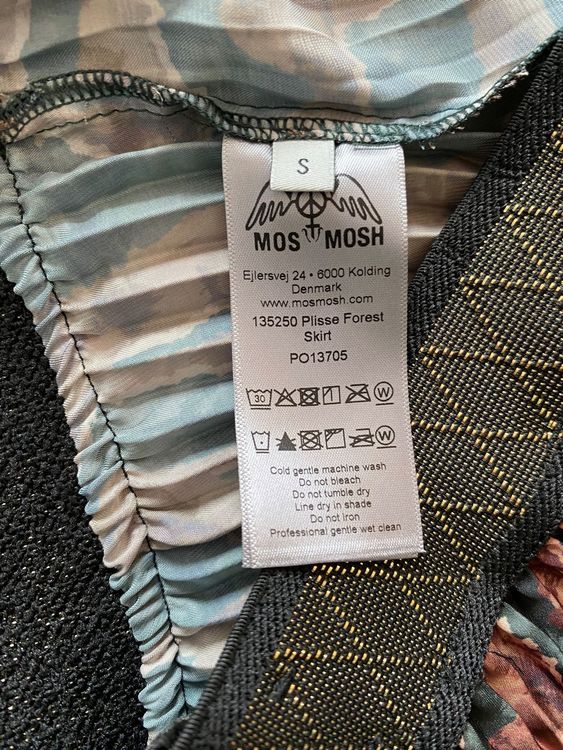 S
MOS MOSH
Ejlersvej 24 • 6000 Kolding
Denmark
www.mosmosh.com
135250 Plisse Forest
Skirt
PO13705
30 W
W
Cold gentle machine wash
Do not bleach
Do not tumble dry
Line dry in shade
Do not Iron
Professional gentle wet clean